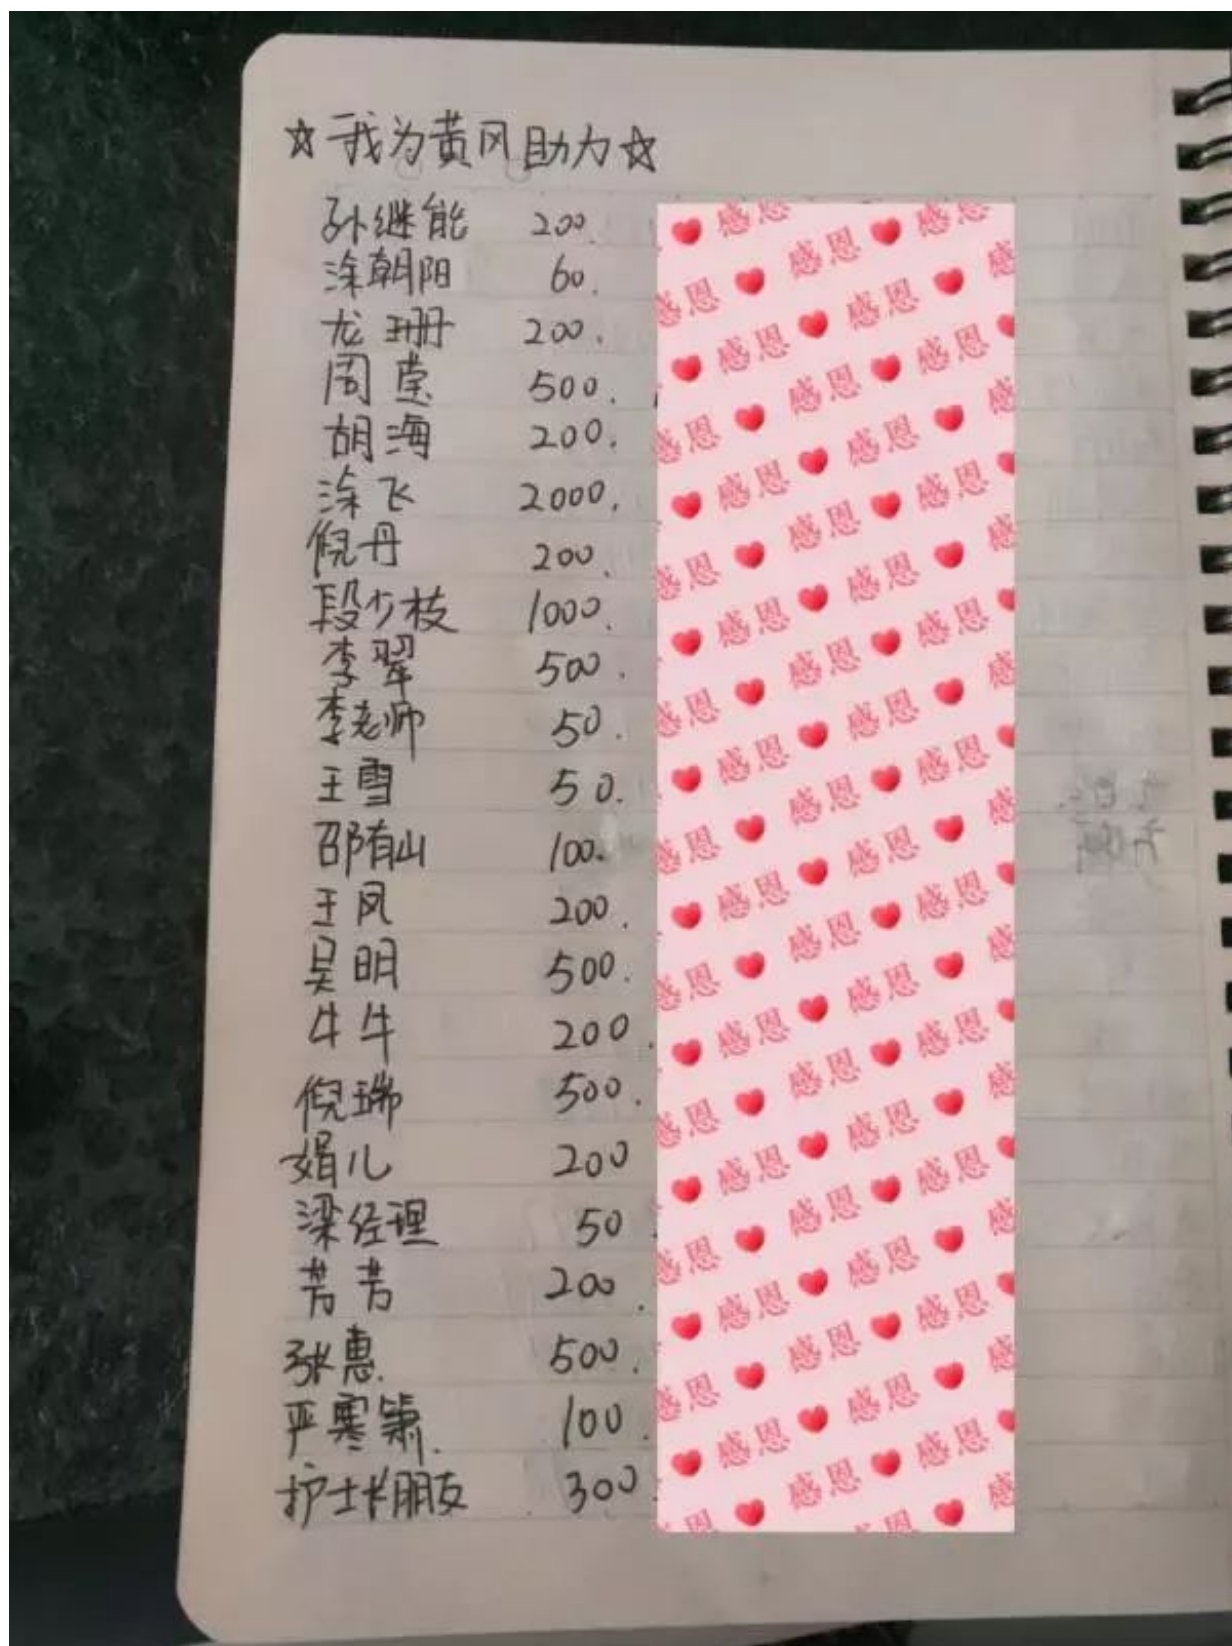 ☆我为黄冈助力☆
孙继能 200.
涂朝阳 60.
龙珊 200.
周莹 500.
胡海 200.
涂飞 2000.
倪丹 200.
段少枝 1000.
李翠 500.
李老师 50.
王雪 50.
邵有山 100.
王凤 200.
吴明 500.
牛牛 200.
倪瑞 500.
娟儿 200
梁经理 50
芳芳 200.
张惠. 500.
严寒箫. 100.
护士长朋友 300.
感恩